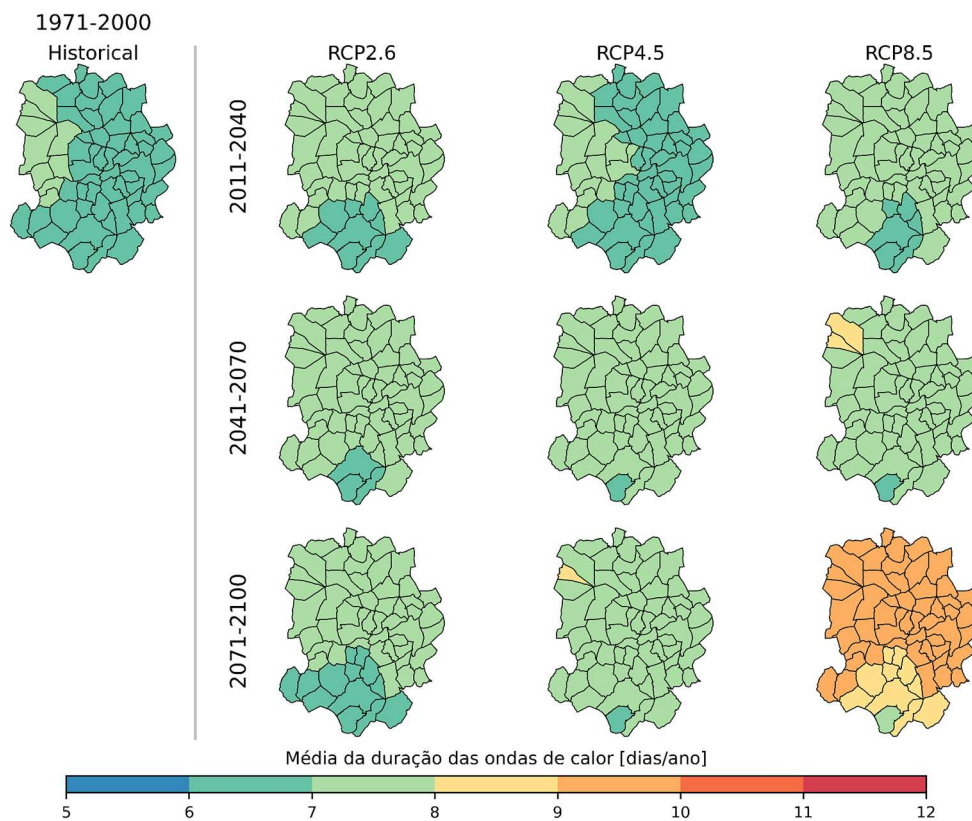 1971-2000
Historical
RCP2.6
RCP4.5
RCP8.5
2011-2040
2041-2070
2071-2100
Média da duração das ondas de calor [dias/ano]
5 6 7 8 9 10 11 12